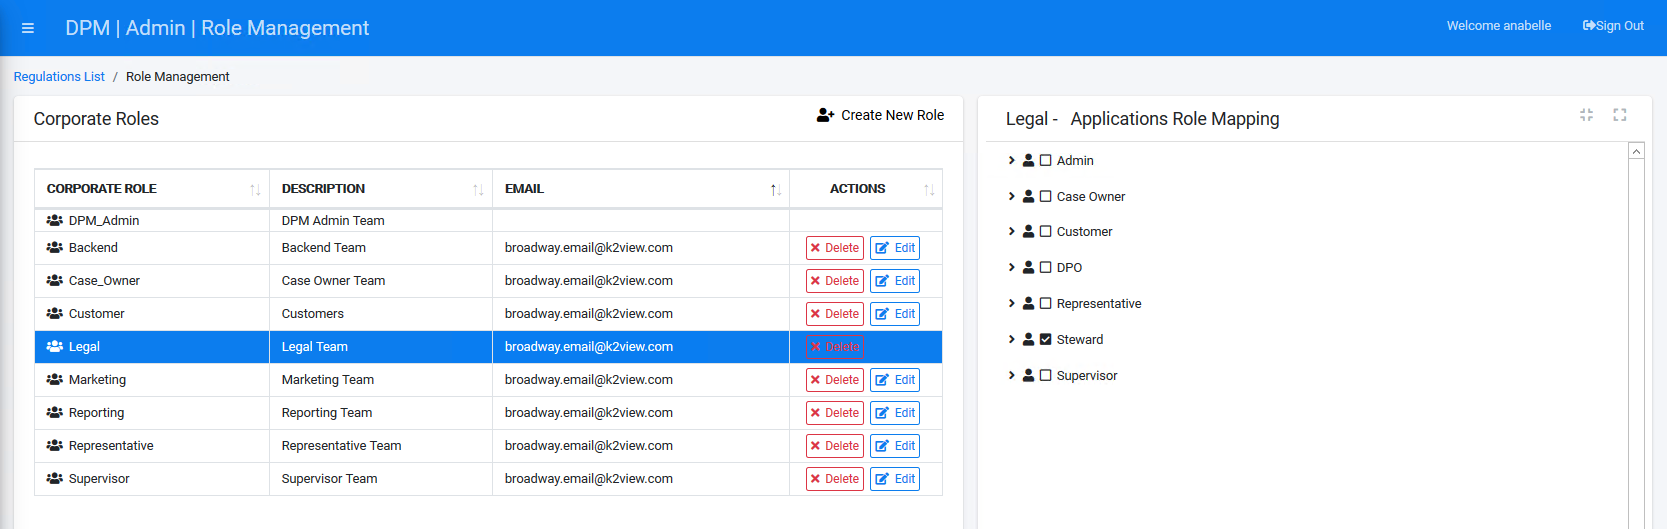 DPM | Admin | Role Management
Welcome anabelle
Sign Out
Regulations List / Role Management
Corporate Roles
Create New Role
CORPORATE ROLE DESCRIPTION EMAIL ACTIONS
DPM_Admin DPM Admin Team
Backend Backend Team broadway.email@k2view.com Delete Edit
Case_Owner Case Owner Team broadway.email@k2view.com Delete Edit
Customer Customers broadway.email@k2view.com Delete Edit
Legal Legal Team broadway.email@k2view.com Delete
Marketing Marketing Team broadway.email@k2view.com Delete Edit
Reporting Reporting Team broadway.email@k2view.com Delete Edit
Representative Representative Team broadway.email@k2view.com Delete Edit
Supervisor Supervisor Team broadway.email@k2view.com Delete Edit
Legal - Applications Role Mapping
Admin
Case Owner
Customer
DPO
Representative
Steward
Supervisor